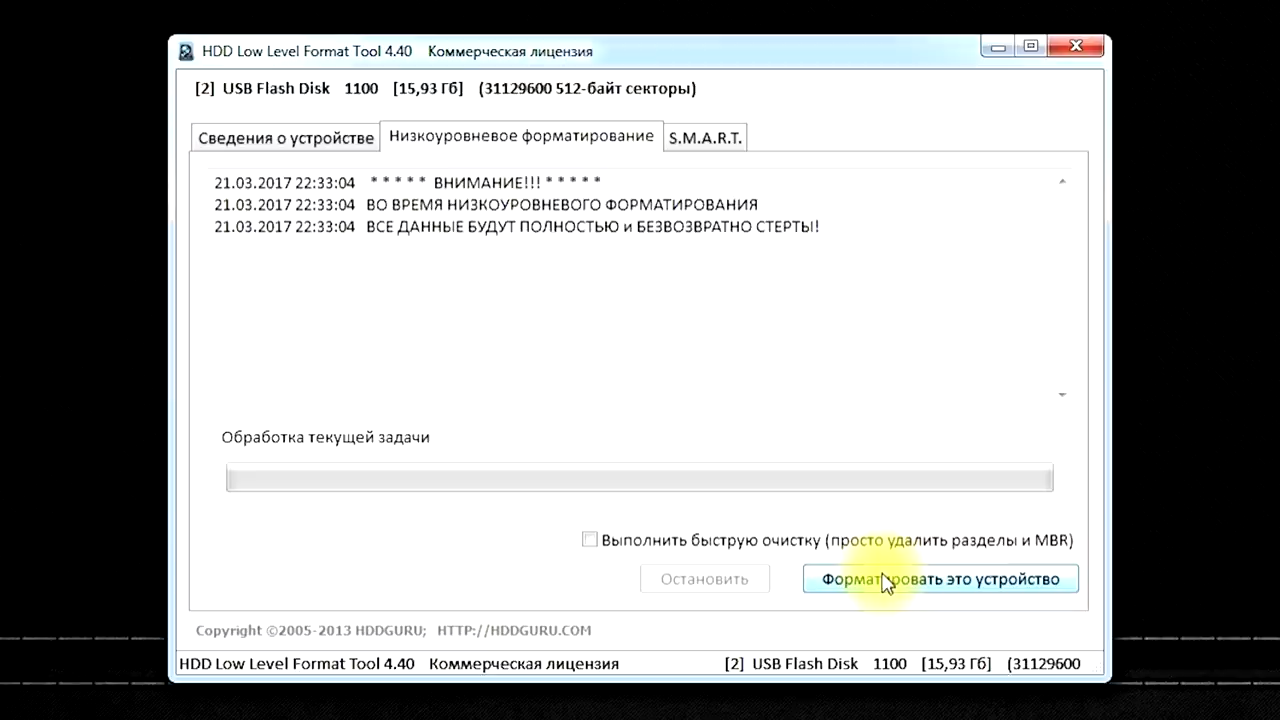 HDD Low Level Format Tool 4.40 Коммерческая лицензия
[2] USB Flash Disk 1100 [15,93 Гб] (31129600 512-байт секторы)
Сведения о устройстве Низкоуровневое форматирование S.M.A.R.T.
21.03.2017 22:33:04 * * * * * ВНИМАНИЕ!!! * * * * *
21.03.2017 22:33:04 ВО ВРЕМЯ НИЗКОУРОВНЕВОГО ФОРМАТИРОВАНИЯ
21.03.2017 22:33:04 ВСЕ ДАННЫЕ БУДУТ ПОЛНОСТЬЮ и БЕЗВОЗВРАТНО СТЕРТЫ!
Обработка текущей задачи
Выполнить быструю очистку (просто удалить разделы и MBR)
Остановить Форматировать это устройство
Copyright ©2005-2013 HDDGURU; HTTP://HDDGURU.COM
HDD Low Level Format Tool 4.40 Коммерческая лицензия [2] USB Flash Disk 1100 [15,93 Гб] (31129600